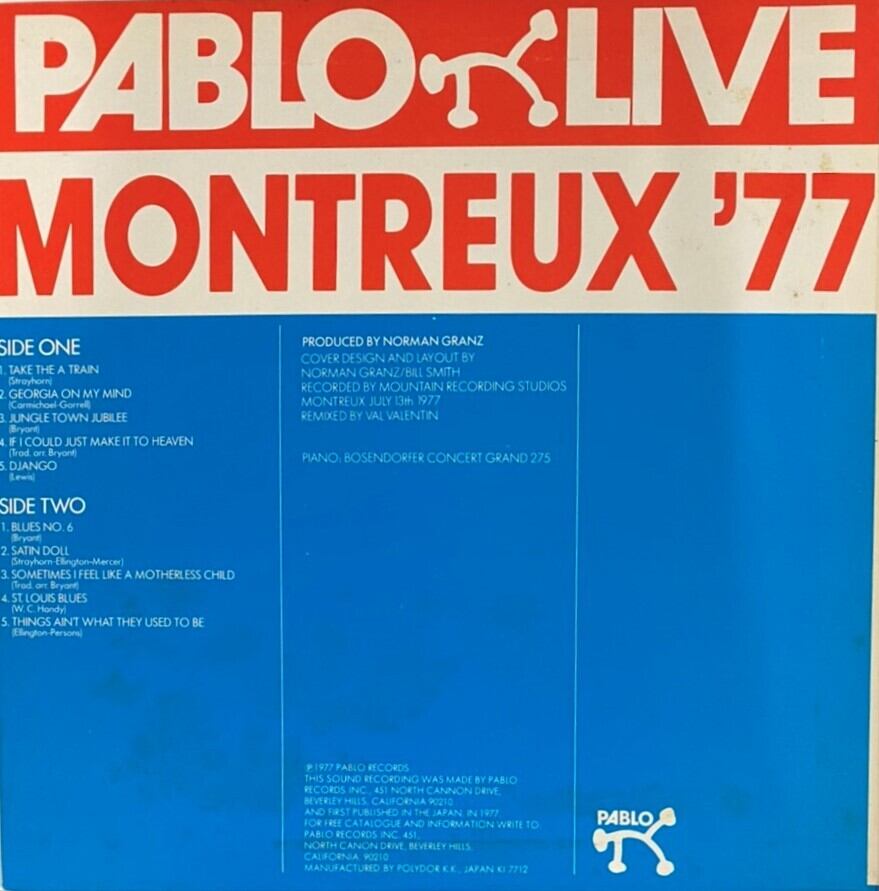 PABLO LIVE
MONTREUX '77
SIDE ONE
1. TAKE THE A TRAIN
(Strayhorn)
2. GEORGIA ON MY MIND
(Carmichael-Gorrell)
3. JUNGLE TOWN JUBILEE
(Bryant)
4. IF I COULD JUST MAKE IT TO HEAVEN
(Trad. arr. Bryant)
5. DJANGO
(Lewis)
SIDE TWO
1. BLUES NO. 6
(Bryant)
2. SATIN DOLL
(Strayhorn-Ellington-Mercer)
3. SOMETIMES I FEEL LIKE A MOTHERLESS CHILD
(Trad. arr. Bryant)
4. ST. LOUIS BLUES
(W. C. Handy)
5. THINGS AIN'T WHAT THEY USED TO BE
(Ellington-Persons)
PRODUCED BY NORMAN GRANZ
COVER DESIGN AND LAYOUT BY
NORMAN GRANZ/BILL SMITH
RECORDED BY MOUNTAIN RECORDING STUDIOS
MONTREUX JULY 13th 1977
REMIXED BY VAL VALENTIN
PIANO: BOSENDORFER CONCERT GRAND 275
℗ 1977 PABLO RECORDS
THIS SOUND RECORDING WAS MADE BY PABLO
RECORDS INC., 451 NORTH CANNON DRIVE,
BEVERLEY HILLS, CALIFORNIA 90210
AND FIRST PUBLISHED IN THE JAPAN. IN 1977.
FOR FREE CATALOGUE AND INFORMATION WRITE TO:
PABLO RECORDS INC. 451,
NORTH CANON DRIVE, BEVERLEY HILLS,
CALIFORNIA: 90210
MANUFACTURED BY POLYDOR K.K., JAPAN KI 7712
PABLO